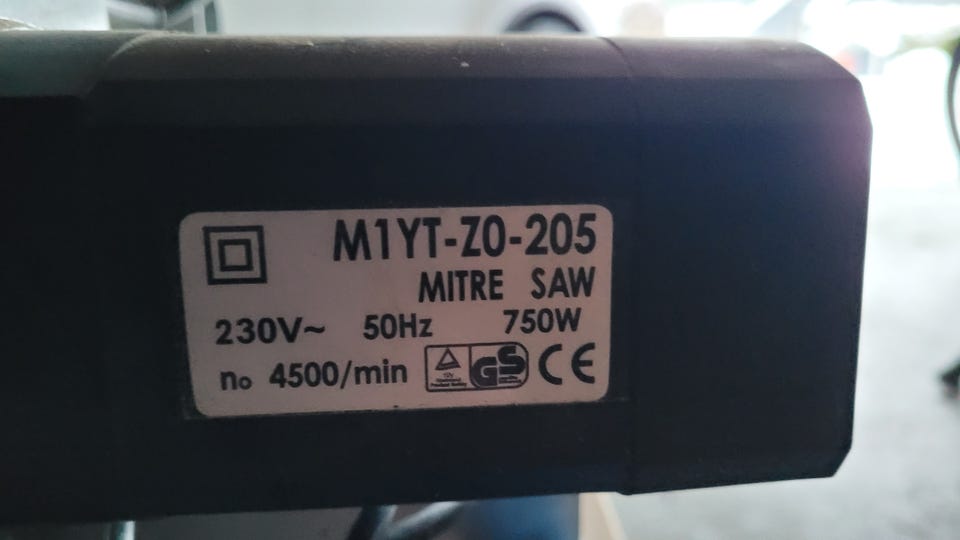 M1YT-Z0-205
MITRE SAW
230V~ 50Hz 750W
n₀ 4500/min GS CE